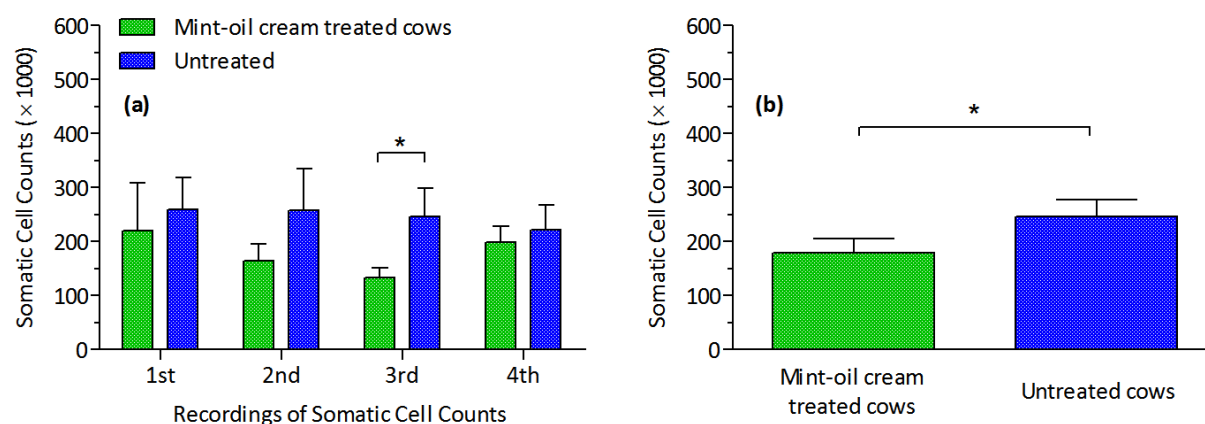 Mint-oil cream treated cows
Untreated
(a)
Somatic Cell Counts (× 1000)
600
500
400
300
200
100
0
*
1st 2nd 3rd 4th
Recordings of Somatic Cell Counts
(b)
Somatic Cell Counts (× 1000)
600
500
400
300
200
100
0
*
Mint-oil cream
treated cows
Untreated cows